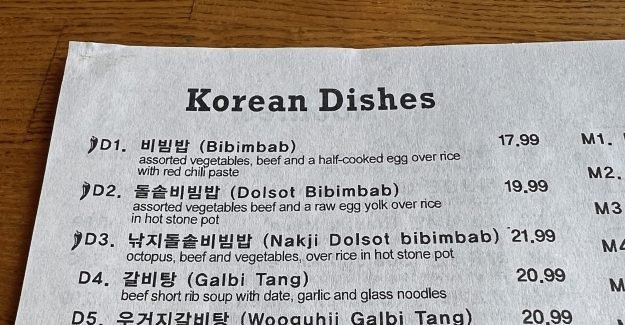 Korean Dishes
D1. 비빔밥 (Bibimbab) 17.99 M1.
assorted vegetables, beef and a half-cooked egg over rice
with red chili paste
M2.
D2. 돌솥비빔밥 (Dolsot Bibimbab) 19.99
assorted vegetables beef and a raw egg yolk over rice M3
in hot stone pot
D3. 낚지돌솥비빔밥 (Nakji Dolsot bibimbab) 21.99 M4
octopus, beef and vegetables, over rice in hot stone pot
D4. 갈비탕 (Galbi Tang) 20.99 M
beef short rib soup with date, garlic and glass noodles
D5. 우거지갈비탕 (Wooguhji Galbi Tang) 20.99